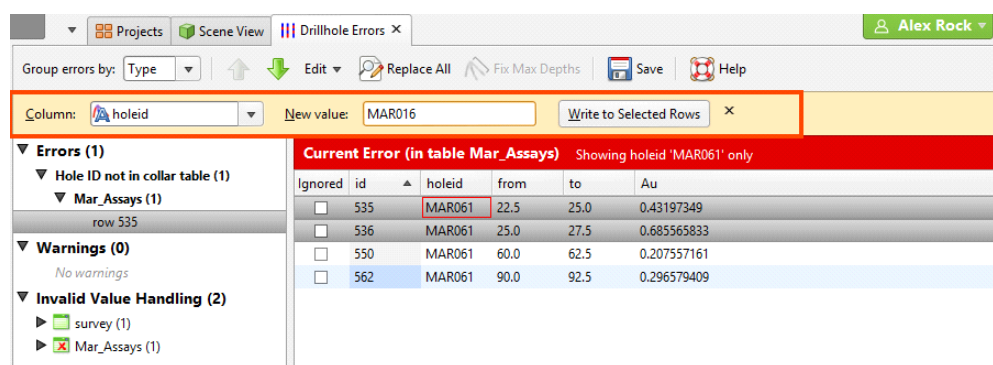 Projects Scene View Drillhole Errors × Alex Rock
Group errors by: Type Edit Replace All Fix Max Depths Save Help
Column: holeid New value: MAR016 Write to Selected Rows ×
Errors (1)
Hole ID not in collar table (1)
Mar_Assays (1)
row 535
Warnings (0)
No warnings
Invalid Value Handling (2)
survey (1)
Mar_Assays (1)
Current Error (in table Mar_Assays) Showing holeid 'MAR061' only
Ignored id holeid from to Au
535 MAR061 22.5 25.0 0.43197349
536 MAR061 25.0 27.5 0.685565833
550 MAR061 60.0 62.5 0.207557161
562 MAR061 90.0 92.5 0.296579409